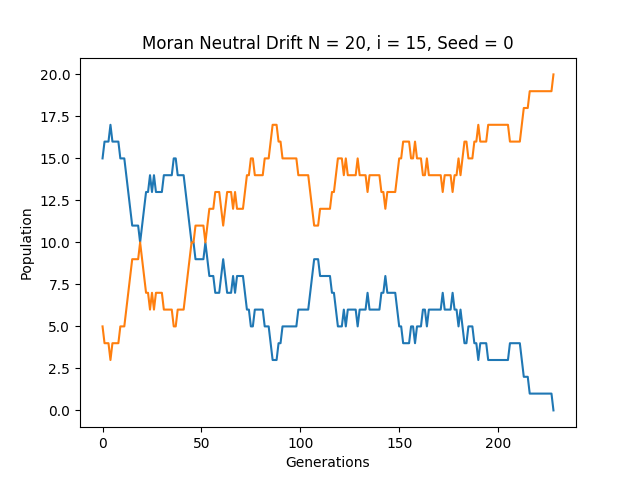 Moran Neutral Drift N = 20, i = 15, Seed = 0
20.0
17.5
15.0
12.5
10.0
7.5
5.0
2.5
0.0
Population
0 50 100 150 200
Generations